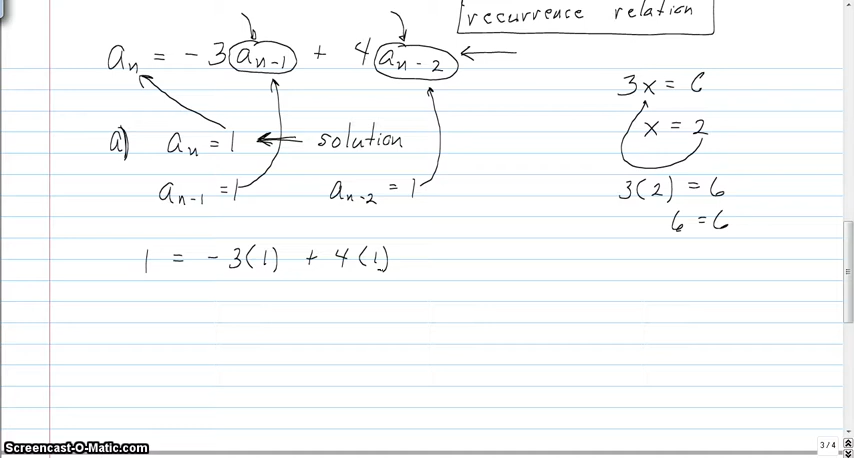 recurrence relation
aₙ = -3aₙ₋₁ + 4aₙ₋₂
3x = 6
x = 2
a) aₙ = 1 solution
aₙ₋₁ = 1 aₙ₋₂ = 1
3(2) = 6
6 = 6
1 = -3(1) + 4(1)
3/4
Screencast-O-Matic.com